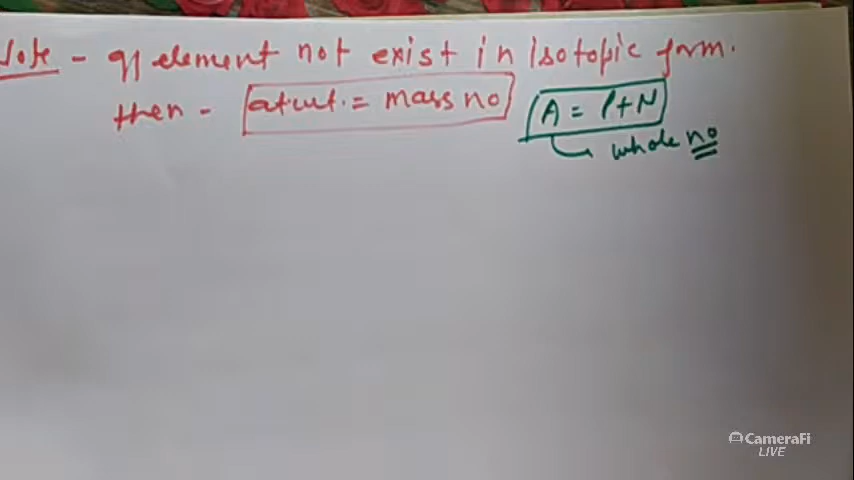 Note - If element not exist in Isotopic form.
then - at.wt. = mass no
A = P+N
whole no
CameraFi
LIVE